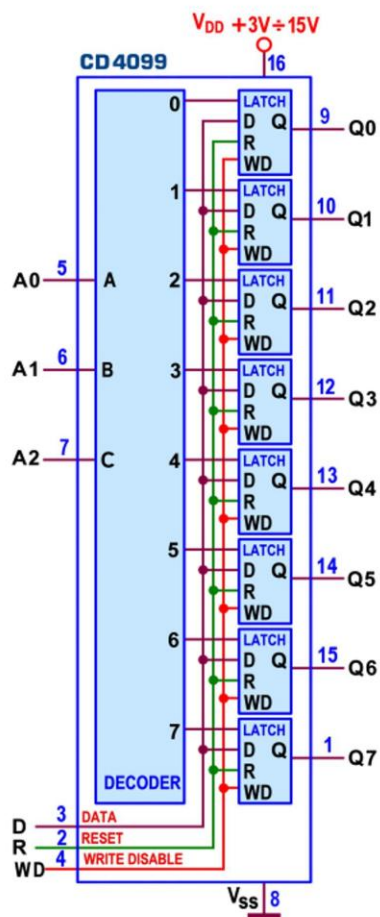 V_DD +3V÷15V
16
CD4099
0 LATCH
D Q 9 Q0
R
WD
1 LATCH
D Q 10 Q1
R
WD
A0 5 A 2 LATCH
D Q 11 Q2
R
WD
A1 6 B 3 LATCH
D Q 12 Q3
R
WD
A2 7 C 4 LATCH
D Q 13 Q4
R
WD
5 LATCH
D Q 14 Q5
R
WD
6 LATCH
D Q 15 Q6
R
WD
7 LATCH
D Q 1 Q7
R
DECODER WD
D 3 DATA
R 2 RESET
WD 4 WRITE DISABLE
V_SS 8